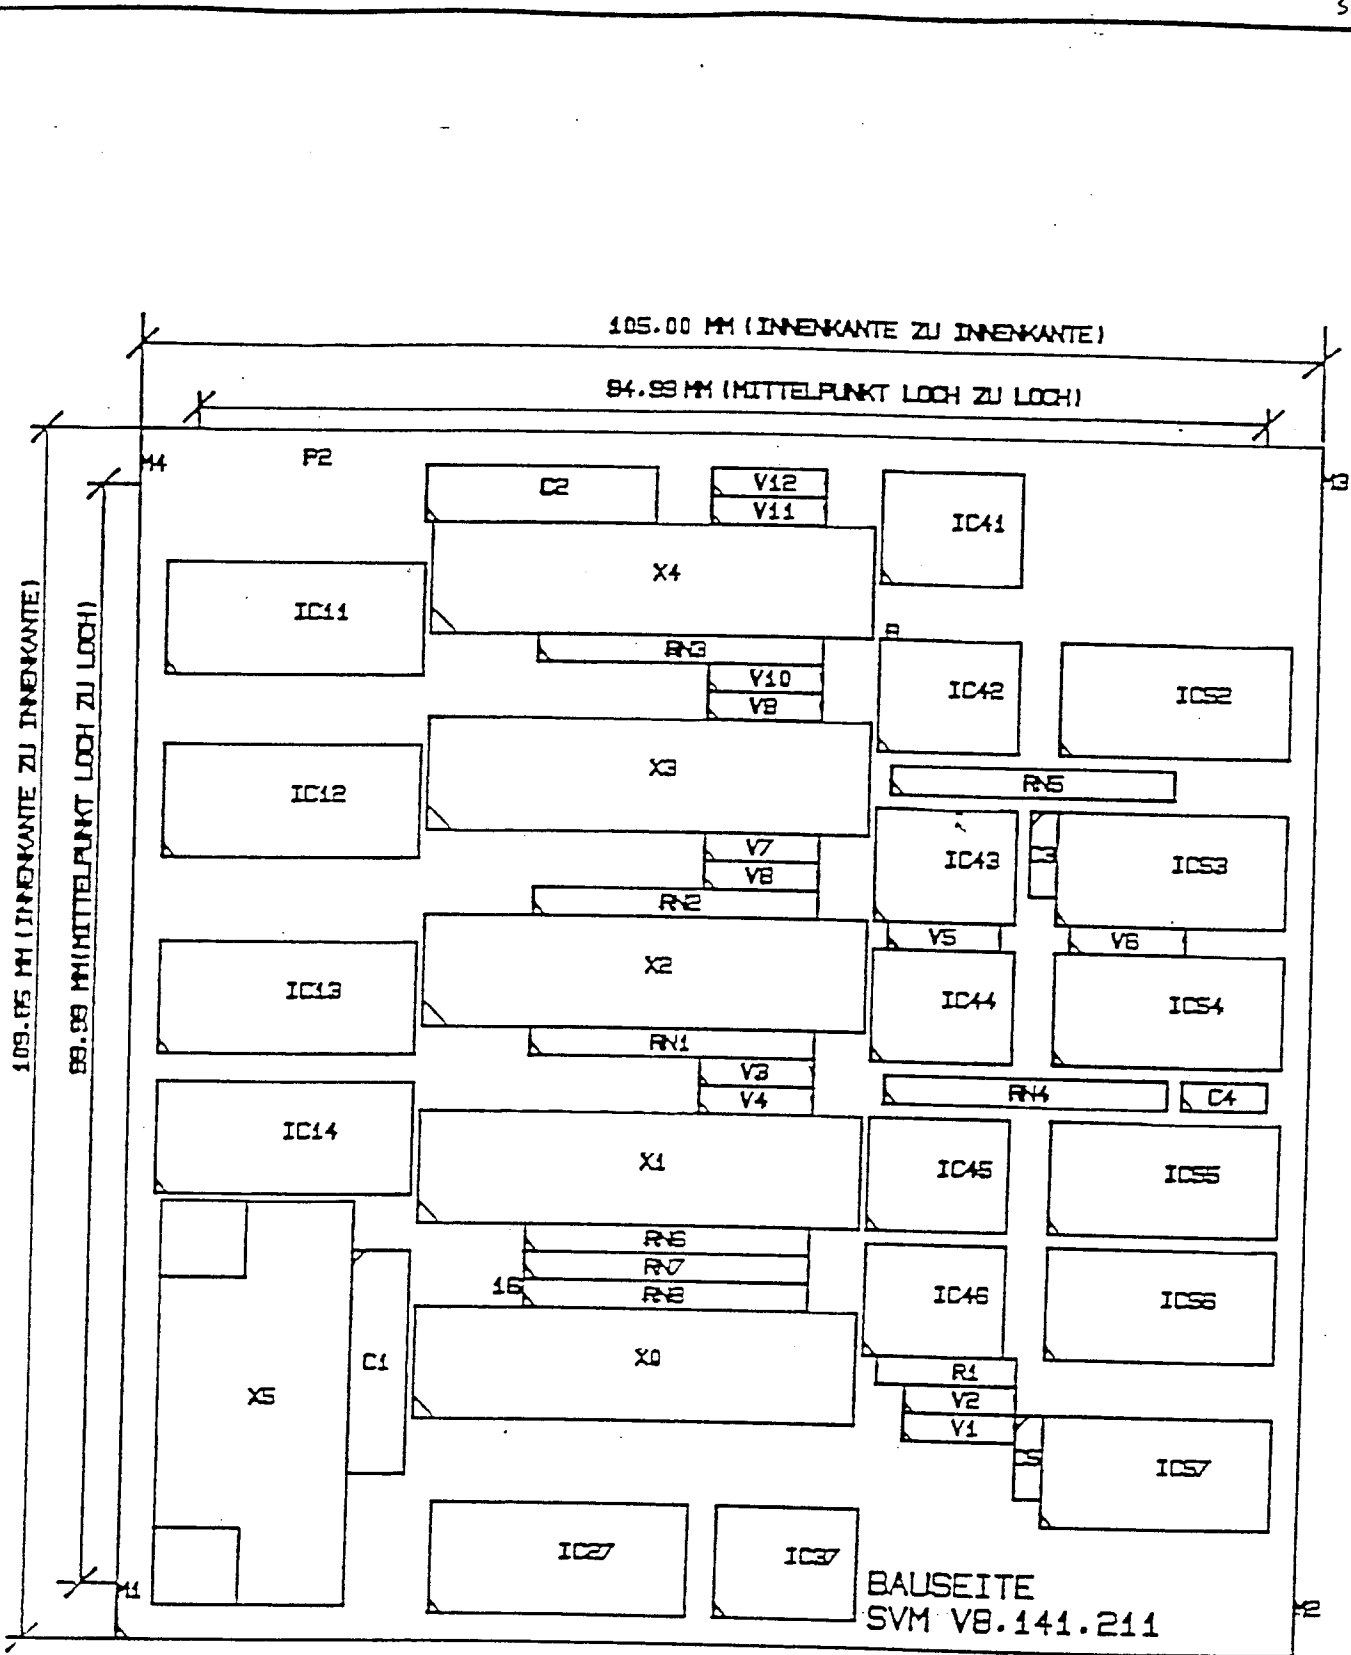 105.00 MM (INNENKANTE ZU INNENKANTE)
94.99 MM (MITTELPUNKT LOCH ZU LOCH)
109.05 MM (INNENKANTE ZU INNENKANTE)
99.99 MM (MITTELPUNKT LOCH ZU LOCH)
M4
P2
M3
C2
V12
V11
IC41
X4
IC11
RN3
8
V10
IC42
IC52
X3
RN5
IC12
V7
IC43
C3
IC53
V8
RN2
V5
V6
X2
IC13
IC44
IC54
RN1
V3
V4
RN4
C4
IC14
X1
IC45
IC55
RN6
RN7
16
RN8
IC46
IC56
X0
C1
R1
X5
V2
V1
C5
IC57
IC27
IC37
M1
M2
BAUSEITE
SVM V8.141.211